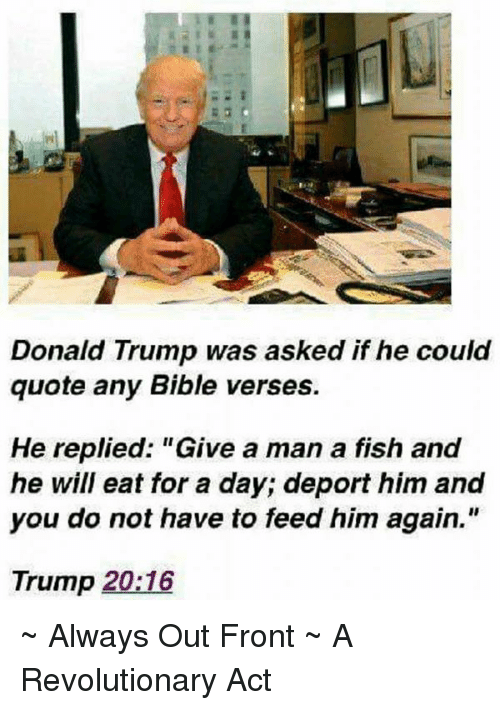 Donald Trump was asked if he could
quote any Bible verses.
He replied: "Give a man a fish and
he will eat for a day; deport him and
you do not have to feed him again."
Trump 20:16
~ Always Out Front ~ A
Revolutionary Act